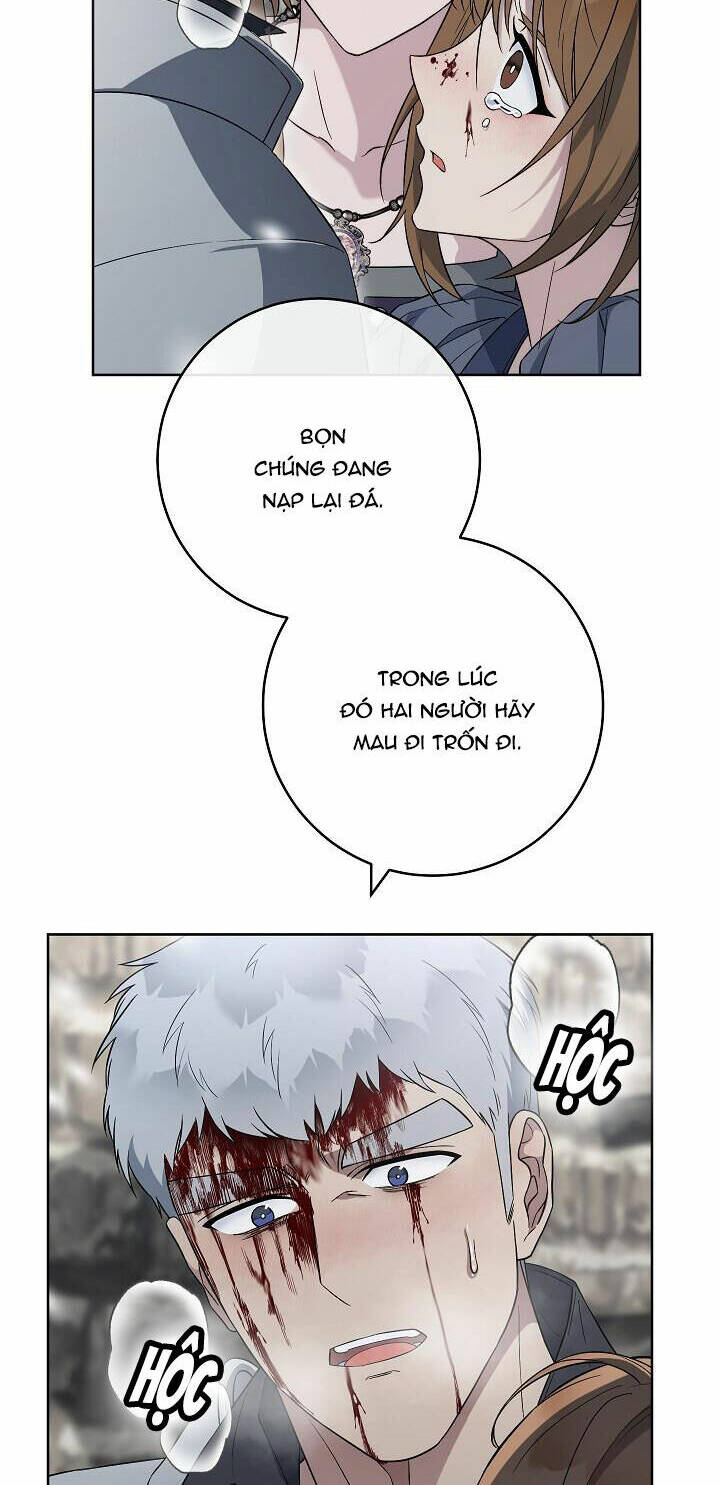 BỌN
CHÚNG ĐANG
NẠP LẠI ĐÁ.
TRONG LÚC
ĐÓ HAI NGƯỜI HÃY
MAU ĐI TRỐN ĐI.
HỘC
HỘC